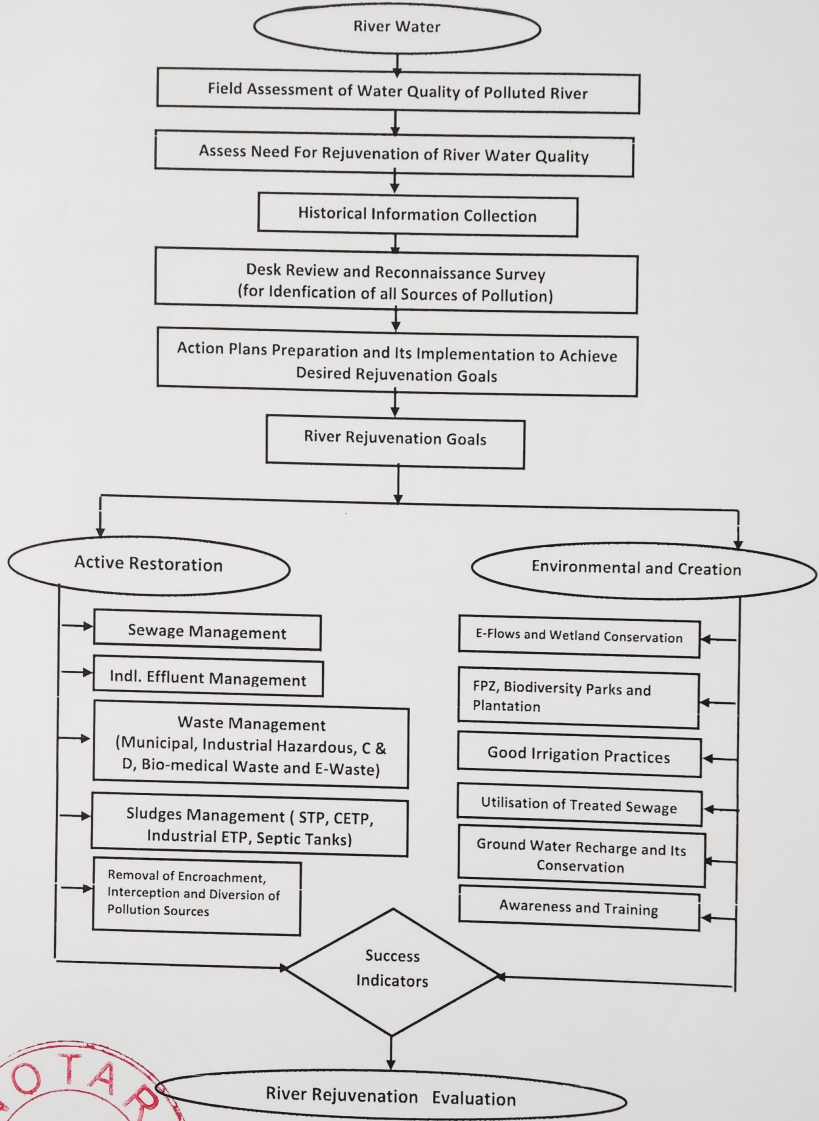 River Water
Field Assessment of Water Quality of Polluted River
Assess Need For Rejuvenation of River Water Quality
Historical Information Collection
Desk Review and Reconnaissance Survey
(for Idenfication of all Sources of Pollution)
Action Plans Preparation and Its Implementation to Achieve
Desired Rejuvenation Goals
River Rejuvenation Goals
Active Restoration
Sewage Management
Indl. Effluent Management
Waste Management
(Municipal, Industrial Hazardous, C &
D, Bio-medical Waste and E-Waste)
Sludges Management ( STP, CETP,
Industrial ETP, Septic Tanks)
Removal of Encroachment,
Interception and Diversion of
Pollution Sources
Environmental and Creation
E-Flows and Wetland Conservation
FPZ, Biodiversity Parks and
Plantation
Good Irrigation Practices
Utilisation of Treated Sewage
Ground Water Recharge and Its
Conservation
Awareness and Training
Success
Indicators
River Rejuvenation Evaluation
NOTAR